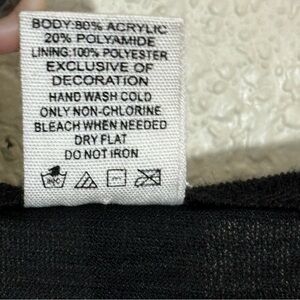 BODY:80% ACRYLIC
20% POLYAMIDE
LINING:100% POLYESTER
EXCLUSIVE OF
DECORATION
HAND WASH COLD
ONLY NON-CHLORINE
BLEACH WHEN NEEDED
DRY FLAT
DO NOT IRON